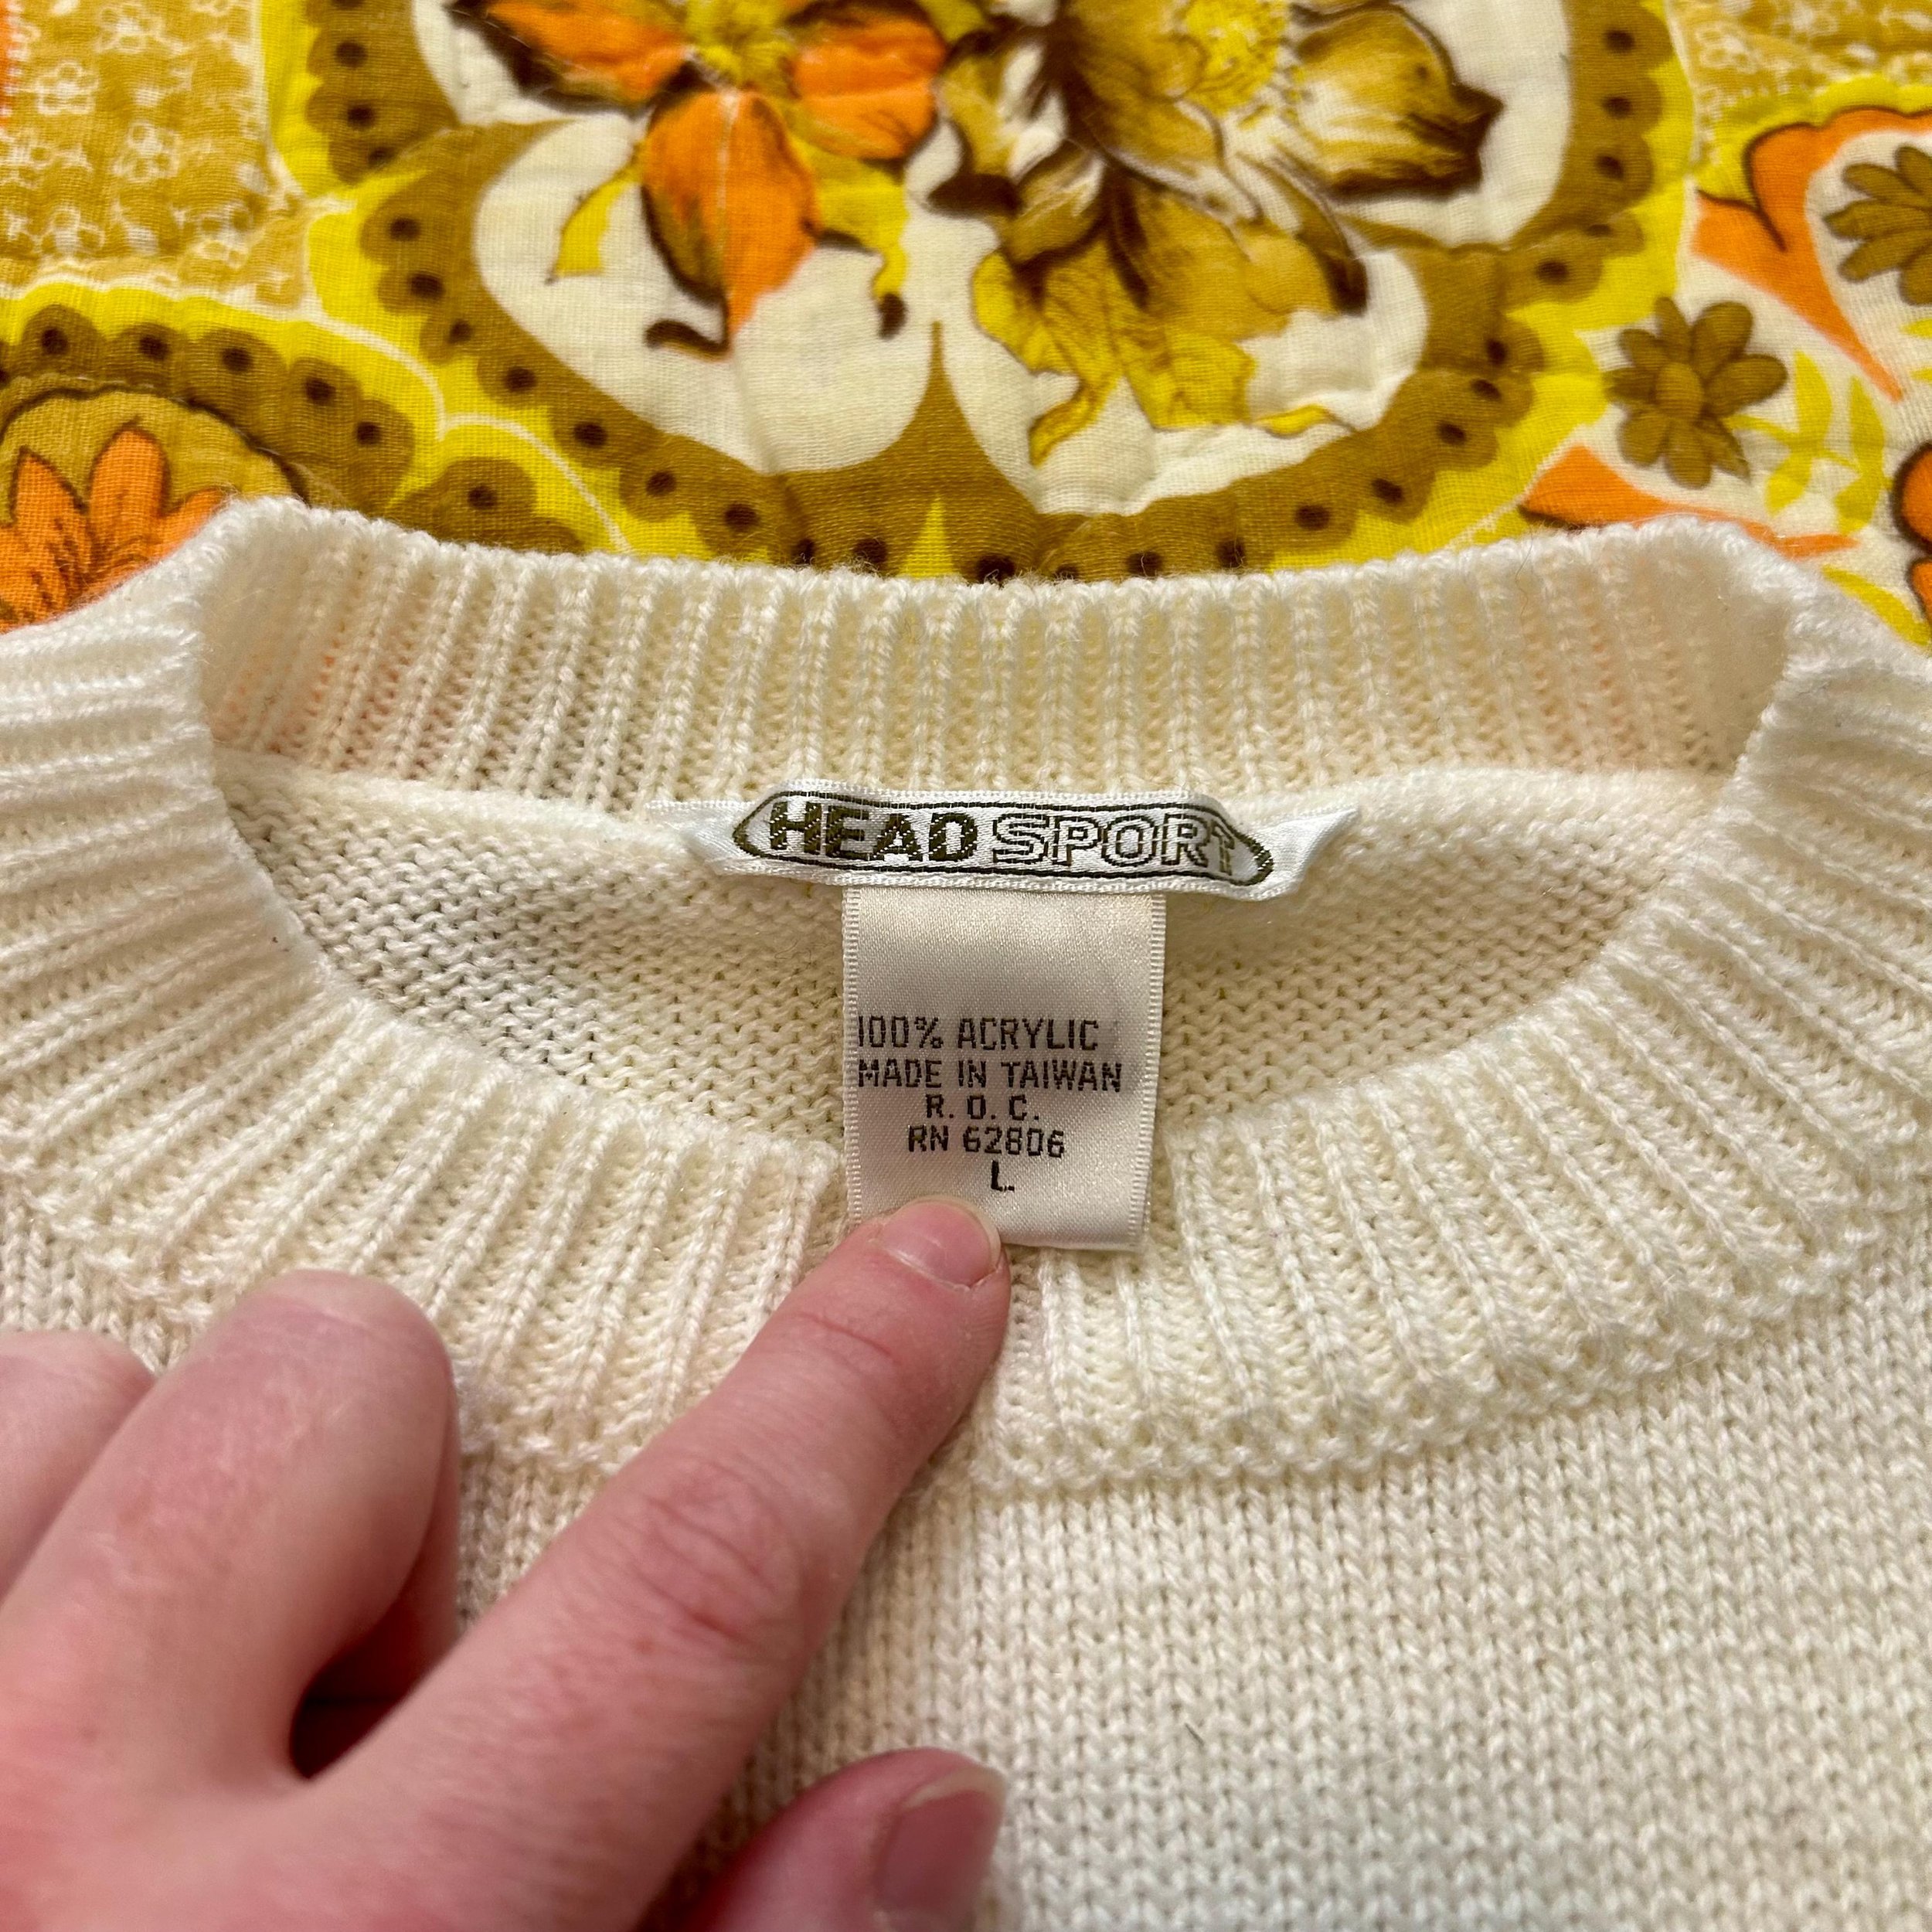 HEAD SPORT
100% ACRYLIC
MADE IN TAIWAN
R. O. C.
RN 62806
L